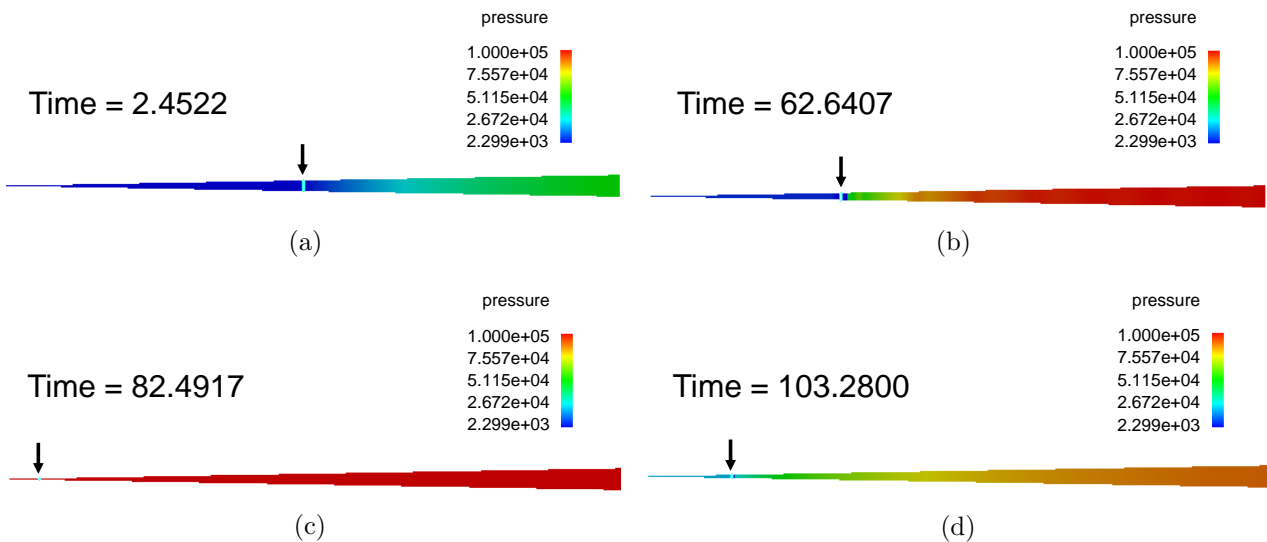 pressure
1.000e+05
7.557e+04
5.115e+04
2.672e+04
2.299e+03
Time = 2.4522
(a)
pressure
1.000e+05
7.557e+04
5.115e+04
2.672e+04
2.299e+03
Time = 62.6407
(b)
pressure
1.000e+05
7.557e+04
5.115e+04
2.672e+04
2.299e+03
Time = 82.4917
(c)
pressure
1.000e+05
7.557e+04
5.115e+04
2.672e+04
2.299e+03
Time = 103.2800
(d)